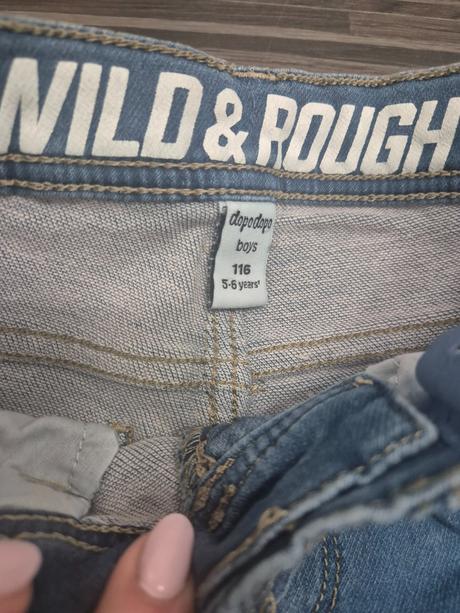 WILD & ROUGH
dopodopo
boys
116
5-6 years'